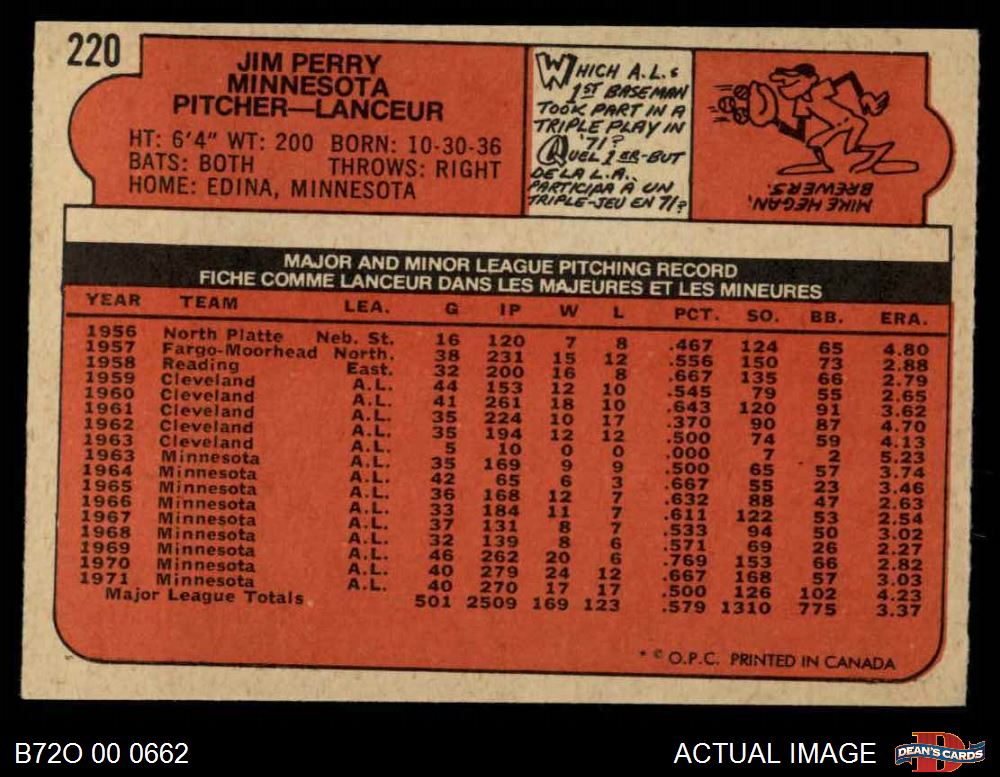 220
JIM PERRY
MINNESOTA
PITCHER—LANCEUR
HT: 6'4" WT: 200 BORN: 10-30-36
BATS: BOTH THROWS: RIGHT
HOME: EDINA, MINNESOTA
WHICH A.L.S
1ST BASEMAN
TOOK PART IN A
TRIPLE PLAY IN
'71?
QUEL 1ER-BUT
DE LA L.A.
PARTICIPA A UN
TRIPLE-JEU EN 71?
MIKE HEGAN,
BREWERS.
MAJOR AND MINOR LEAGUE PITCHING RECORD
FICHE COMME LANCEUR DANS LES MAJEURES ET LES MINEURES
YEAR TEAM LEA. G IP W L PCT. SO. BB. ERA.
1956 North Platte Neb. St. 16 120 7 8 .467 124 65 4.80
1957 Fargo-Moorhead North. 38 231 15 12 .556 150 73 2.88
1958 Reading East. 32 200 16 8 .667 135 66 2.79
1959 Cleveland A.L. 44 153 12 10 .545 79 55 2.65
1960 Cleveland A.L. 41 261 18 10 .643 120 91 3.62
1961 Cleveland A.L. 35 224 10 17 .370 90 87 4.70
1962 Cleveland A.L. 35 194 12 12 .500 74 59 4.13
1963 Cleveland A.L. 5 10 0 0 .000 7 2 5.23
1963 Minnesota A.L. 35 169 9 9 .500 65 57 3.74
1964 Minnesota A.L. 42 65 6 3 .667 55 23 3.46
1965 Minnesota A.L. 36 168 12 7 .632 88 47 2.63
1966 Minnesota A.L. 33 184 11 7 .611 122 53 2.54
1967 Minnesota A.L. 37 131 8 7 .533 94 50 3.02
1968 Minnesota A.L. 32 139 8 6 .571 69 26 2.27
1969 Minnesota A.L. 46 262 20 6 .769 153 66 2.82
1970 Minnesota A.L. 40 279 24 12 .667 168 57 3.03
1971 Minnesota A.L. 40 270 17 17 .500 126 102 4.23
Major League Totals 501 2509 169 123 .579 1310 775 3.37
* © O.P.C. PRINTED IN CANADA
B72O 00 0662
ACTUAL IMAGE
DEAN'S CARDS